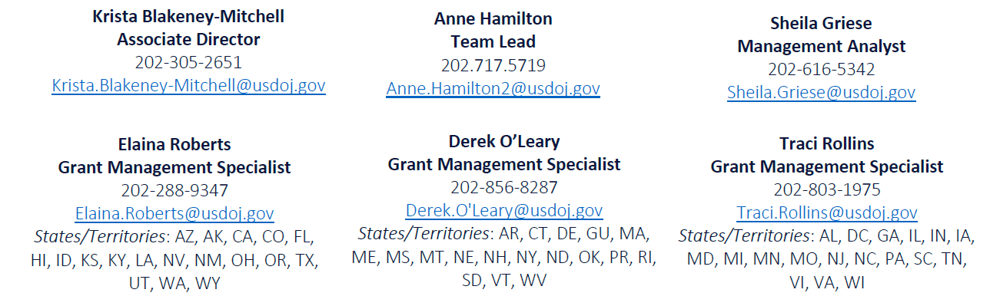 Krista Blakeney-Mitchell
Associate Director
202-305-2651
Krista.Blakeney-Mitchell@usdoj.gov
Anne Hamilton
Team Lead
202.717.5719
Anne.Hamilton2@usdoj.gov
Sheila Griese
Management Analyst
202-616-5342
Sheila.Griese@usdoj.gov
Elaina Roberts
Grant Management Specialist
202-288-9347
Elaina.Roberts@usdoj.gov
States/Territories: AZ, AK, CA, CO, FL,
HI, ID, KS, KY, LA, NV, NM, OH, OR, TX,
UT, WA, WY
Derek O’Leary
Grant Management Specialist
202-856-8287
Derek.O'Leary@usdoj.gov
States/Territories: AR, CT, DE, GU, MA,
ME, MS, MT, NE, NH, NY, ND, OK, PR, RI,
SD, VT, WV
Traci Rollins
Grant Management Specialist
202-803-1975
Traci.Rollins@usdoj.gov
States/Territories: AL, DC, GA, IL, IN, IA,
MD, MI, MN, MO, NJ, NC, PA, SC, TN,
VI, VA, WI